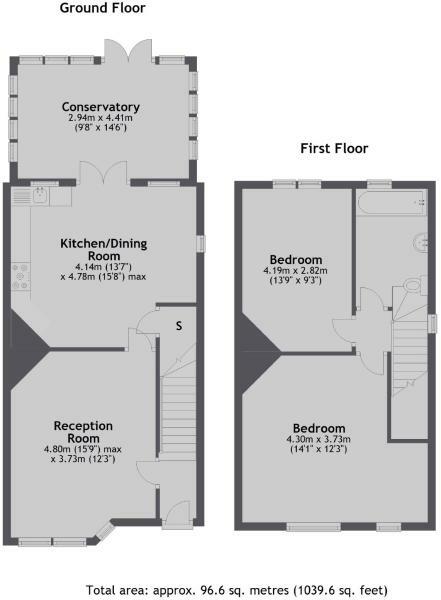 Ground Floor
Conservatory
2.94m x 4.41m
(9'8" x 14'6")
Kitchen/Dining
Room
4.14m (13'7")
x 4.78m (15'8") max
S
Reception
Room
4.80m (15'9") max
x 3.73m (12'3")
First Floor
Bedroom
4.19m x 2.82m
(13'9" x 9'3")
Bedroom
4.30m x 3.73m
(14'1" x 12'3")
Total area: approx. 96.6 sq. metres (1039.6 sq. feet)